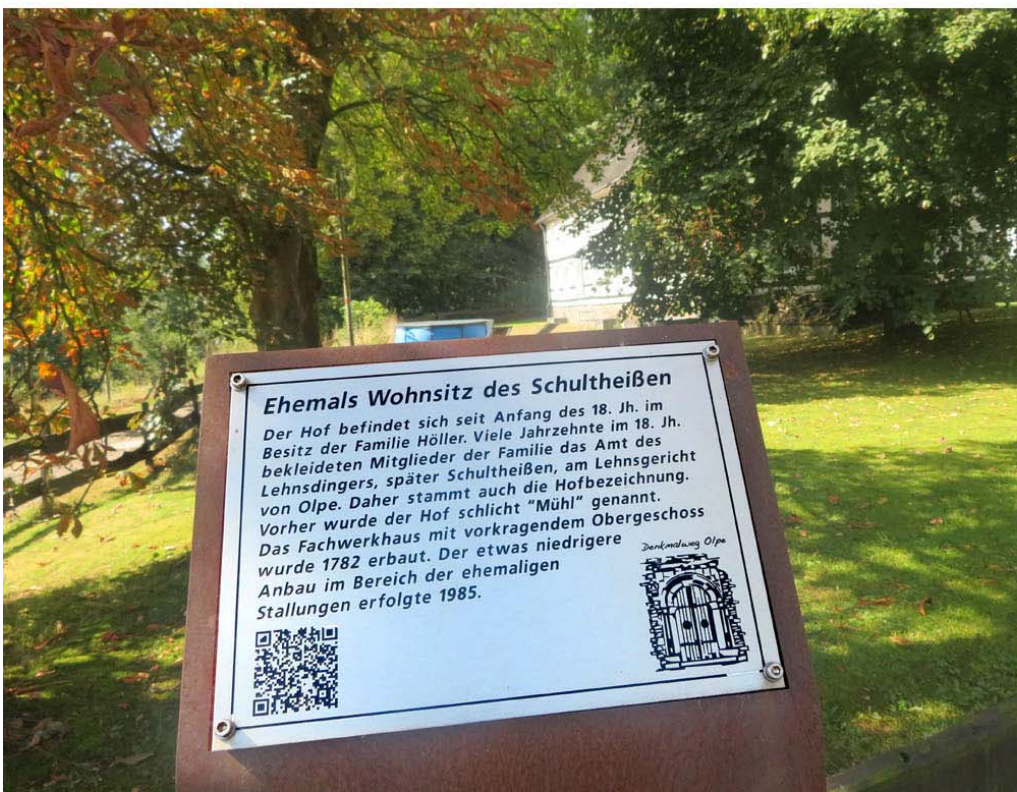 Ehemals Wohnsitz des Schultheißen
Der Hof befindet sich seit Anfang des 18. Jh. im
Besitz der Familie Höller. Viele Jahrzehnte im 18. Jh.
bekleideten Mitglieder der Familie das Amt des
Lehnsdingers, später Schultheißen, am Lehnsgericht
von Olpe. Daher stammt auch die Hofbezeichnung.
Vorher wurde der Hof schlicht "Mühl" genannt.
Das Fachwerkhaus mit vorkragendem Obergeschoss
wurde 1782 erbaut. Der etwas niedrigere
Anbau im Bereich der ehemaligen
Stallungen erfolgte 1985.
Denkmalweg Olpe